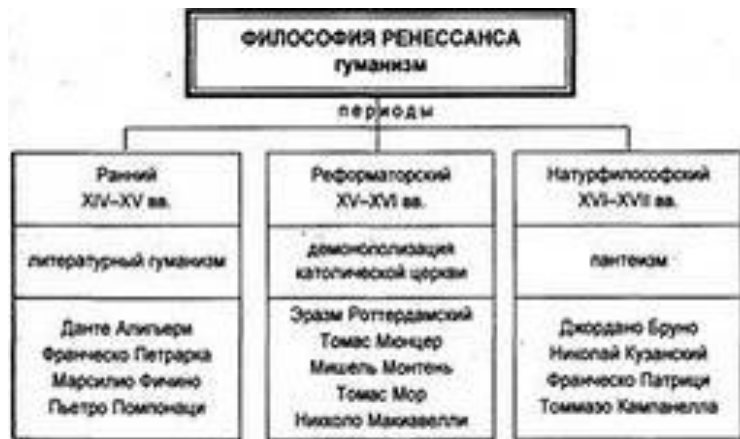 ФИЛОСОФИЯ РЕНЕССАНСА
гуманизм
периоды
Ранний
XIV–XV вв.
литературный гуманизм
Данте Алигьери
Франческо Петрарка
Марсилио Фичино
Пьетро Помпонаци
Реформаторский
XV–XVI вв.
демонополизация
католической церкви
Эразм Роттердамский
Томас Мюнцер
Мишель Монтень
Томас Мор
Никколо Макиавелли
Натурфилософский
XVI–XVII вв.
пантеизм
Джордано Бруно
Николай Кузанский
Франческо Патрици
Томмазо Кампанелла